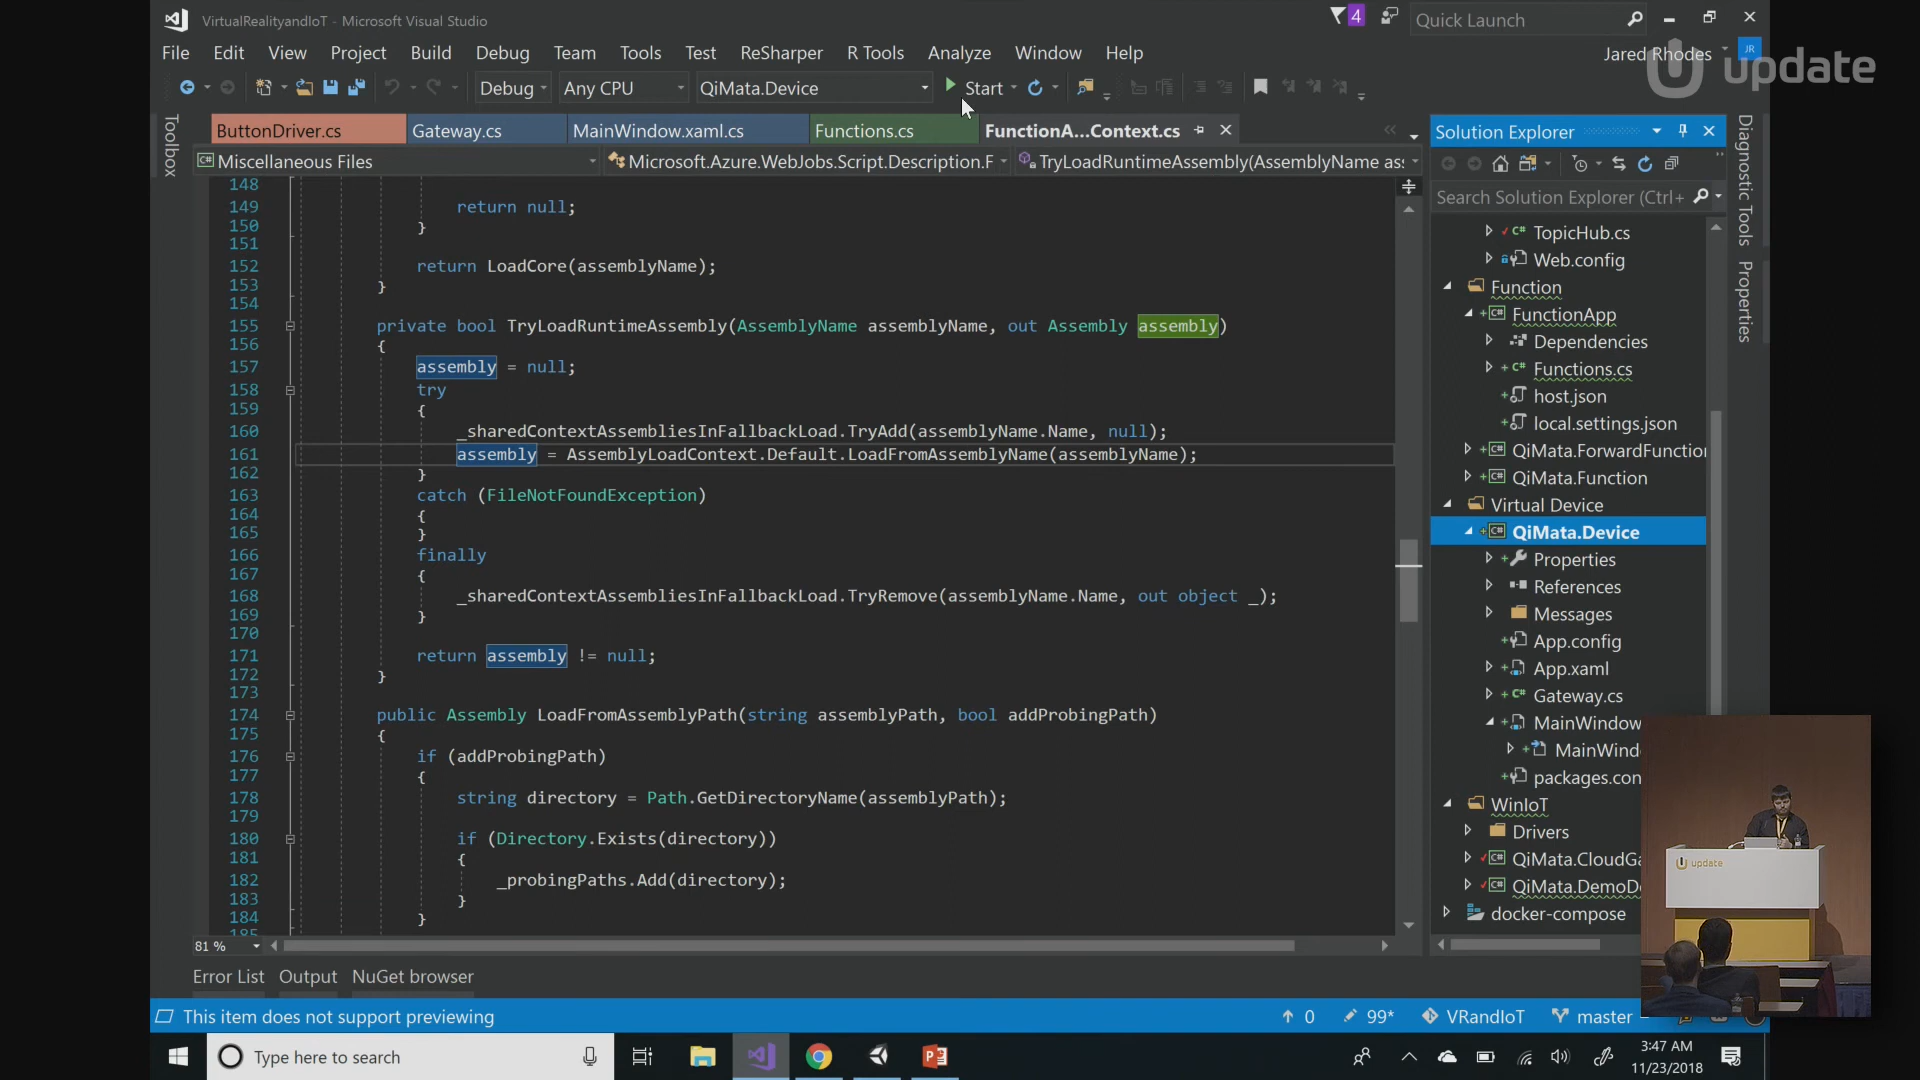 VirtualRealityandIoT - Microsoft Visual Studio
4
Quick Launch
File Edit View Project Build Debug Team Tools Test ReSharper R Tools Analyze Window Help
Jared Rhodes
JR
update
Debug Any CPU QiMata.Device Start
Toolbox
ButtonDriver.cs Gateway.cs MainWindow.xaml.cs Functions.cs FunctionA...Context.cs
Miscellaneous Files Microsoft.Azure.WebJobs.Script.Description.F TryLoadRuntimeAssembly(AssemblyName as
148
149 return null;
150 }
151
152 return LoadCore(assemblyName);
153 }
154
155 private bool TryLoadRuntimeAssembly(AssemblyName assemblyName, out Assembly assembly)
156 {
157 assembly = null;
158 try
159 {
160 _sharedContextAssembliesInFallbackLoad.TryAdd(assemblyName.Name, null);
161 assembly = AssemblyLoadContext.Default.LoadFromAssemblyName(assemblyName);
162 }
163 catch (FileNotFoundException)
164 {
165 }
166 finally
167 {
168 _sharedContextAssembliesInFallbackLoad.TryRemove(assemblyName.Name, out object _);
169 }
170
171 return assembly != null;
172 }
173
174 public Assembly LoadFromAssemblyPath(string assemblyPath, bool addProbingPath)
175 {
176 if (addProbingPath)
177 {
178 string directory = Path.GetDirectoryName(assemblyPath);
179
180 if (Directory.Exists(directory))
181 {
182 _probingPaths.Add(directory);
183 }
184 }
185
81 %
Solution Explorer
Search Solution Explorer (Ctrl+
TopicHub.cs
Web.config
Function
FunctionApp
Dependencies
Functions.cs
host.json
local.settings.json
QiMata.ForwardFunction
QiMata.Function
Virtual Device
QiMata.Device
Properties
References
Messages
App.config
App.xaml
Gateway.cs
MainWindow
MainWind
packages.con
WinIoT
Drivers
QiMata.CloudGa
QiMata.DemoD
docker-compose
Diagnostic Tools
Properties
update
Error List Output NuGet browser
This item does not support previewing
0 99* VRandIoT master
Type here to search
3:47 AM
11/23/2018